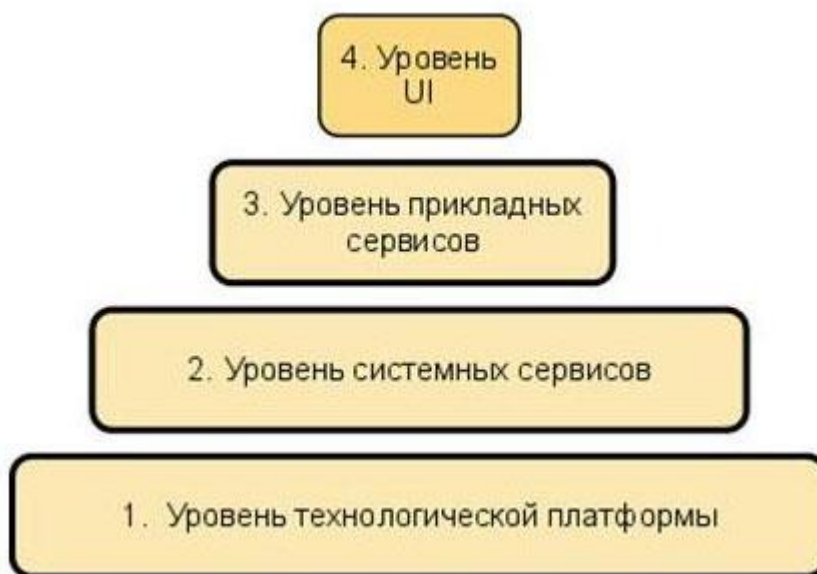 4. Уровень
UI
3. Уровень прикладных
сервисов
2. Уровень системных сервисов
1. Уровень технологической платформы